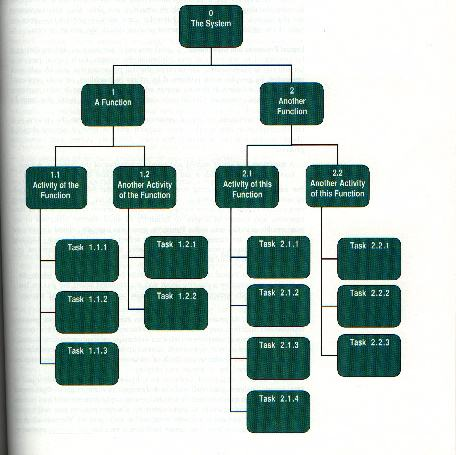 0
The System
1
A Function
2
Another
Function
1.1
Activity of the
Function
1.2
Another Activity
of the Function
2.1
Activity of this
Function
2.2
Another Activity
of this Function
Task 1.1.1
Task 1.2.1
Task 2.1.1
Task 2.2.1
Task 1.1.2
Task 1.2.2
Task 2.1.2
Task 2.2.2
Task 1.1.3
Task 2.1.3
Task 2.2.3
Task 2.1.4